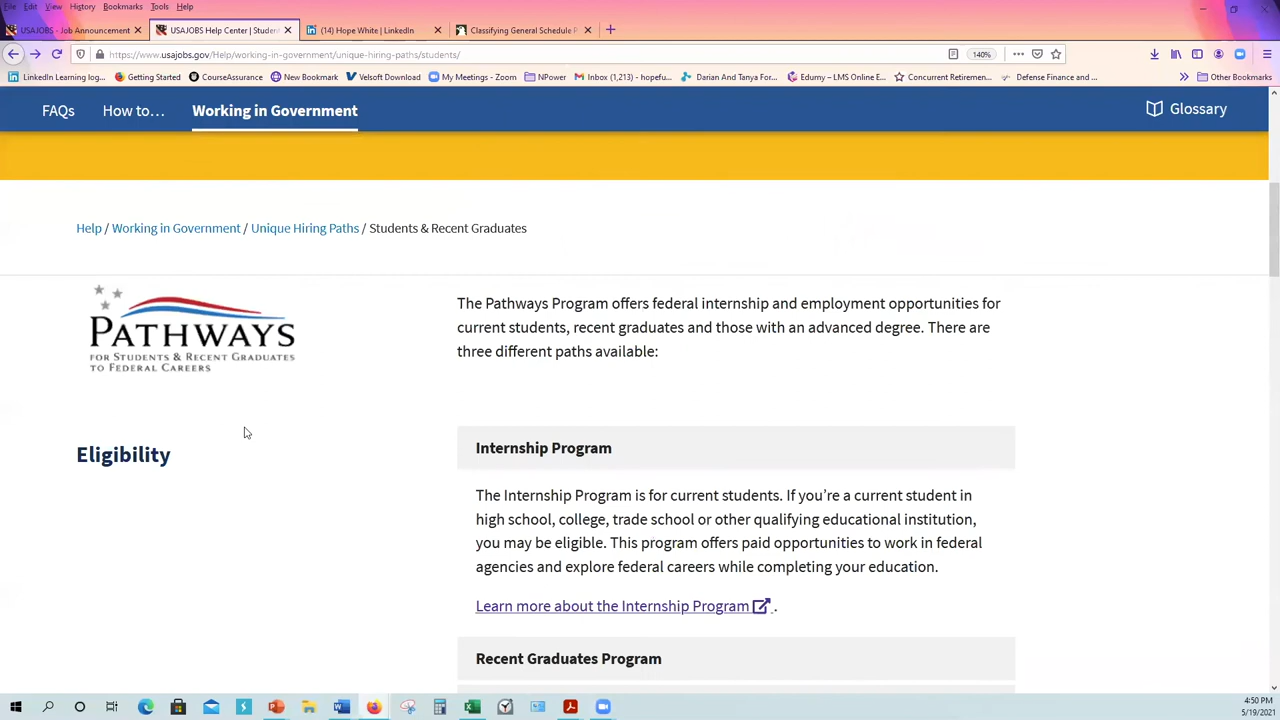 File Edit View History Bookmarks Tools Help
USAJOBS - Job Announcement
USAJOBS Help Center | Student
(14) Hope White | LinkedIn
Classifying General Schedule P
https://www.usajobs.gov/Help/working-in-government/unique-hiring-paths/students/
140%
LinkedIn Learning log... Getting Started CourseAssurance New Bookmark Velsoft Download My Meetings - Zoom NPower Inbox (1,213) - hopefu... Darian And Tanya For... Edumy – LMS Online E... Concurrent Retiremen... Defense Finance and ... Other Bookmarks
FAQs How to... Working in Government Glossary
Help / Working in Government / Unique Hiring Paths / Students & Recent Graduates
PATHWAYS
FOR STUDENTS & RECENT GRADUATES
TO FEDERAL CAREERS
The Pathways Program offers federal internship and employment opportunities for
current students, recent graduates and those with an advanced degree. There are
three different paths available:
Eligibility
Internship Program
The Internship Program is for current students. If you’re a current student in
high school, college, trade school or other qualifying educational institution,
you may be eligible. This program offers paid opportunities to work in federal
agencies and explore federal careers while completing your education.
Learn more about the Internship Program .
Recent Graduates Program
4:50 PM
5/19/2021